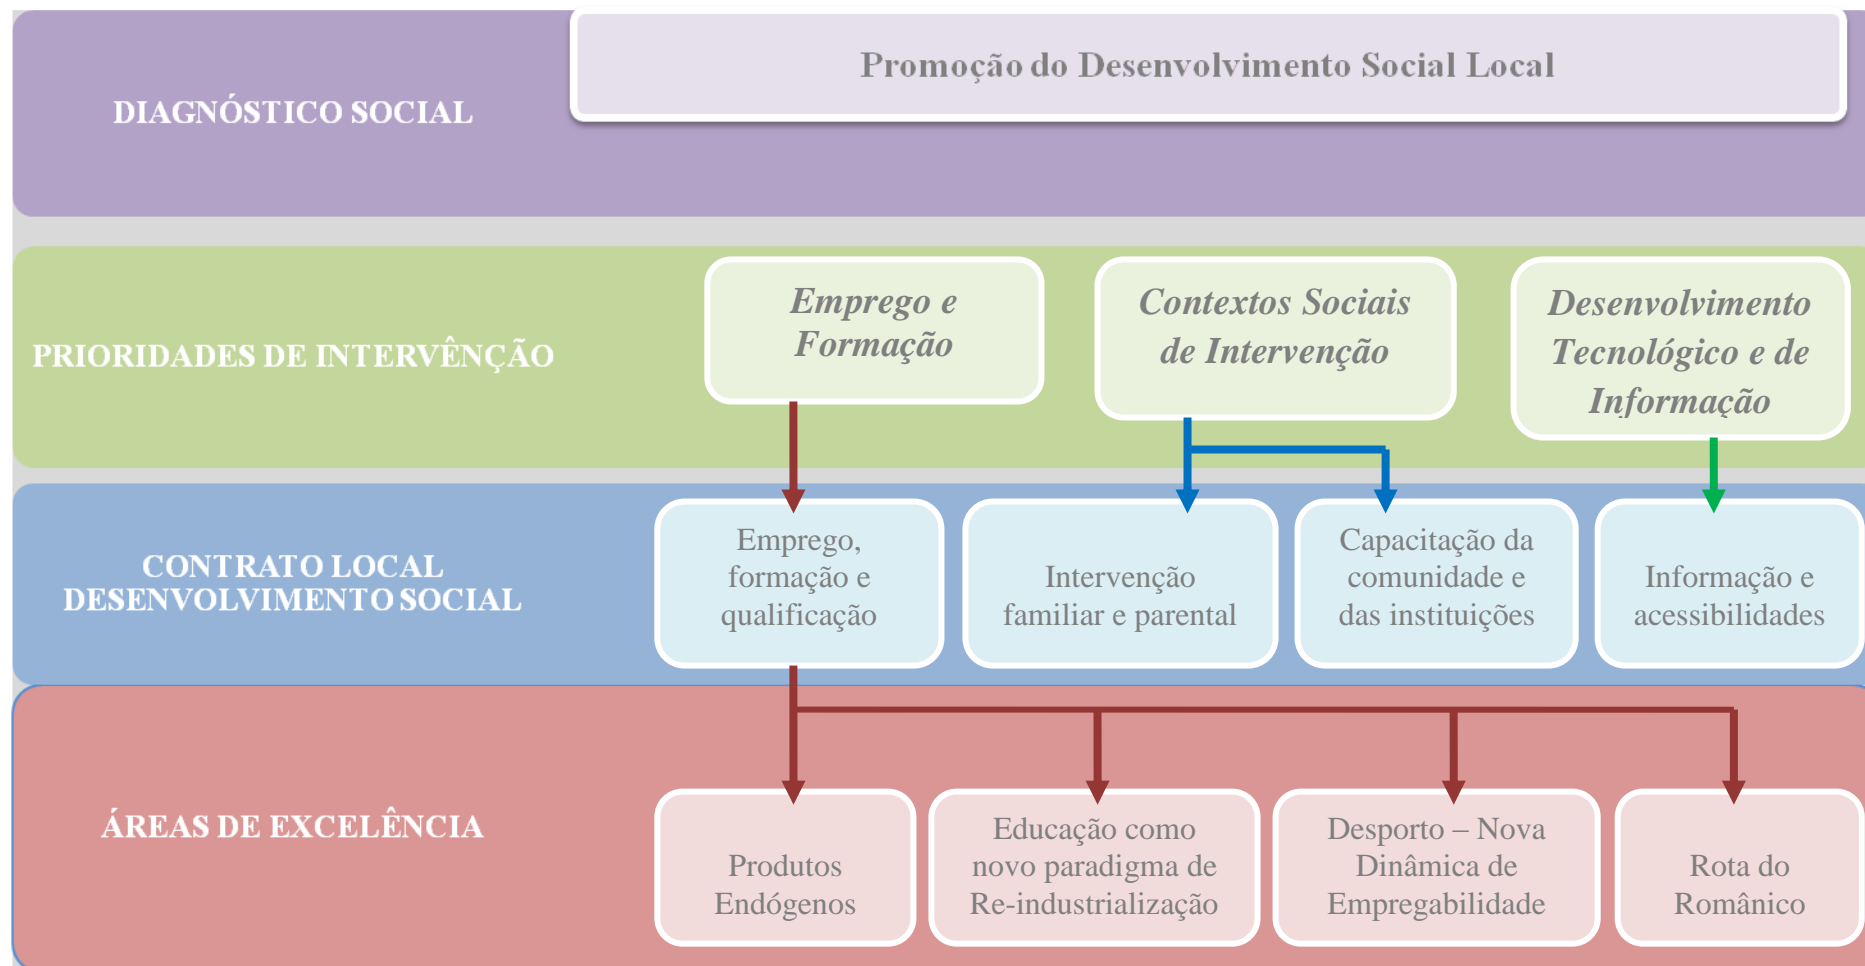 Promoção do Desenvolvimento Social Local
DIAGNÓSTICO SOCIAL
PRIORIDADES DE INTERVÊNÇÃO
Emprego e
Formação
Contextos Sociais
de Intervenção
Desenvolvimento
Tecnológico e de
Informação
CONTRATO LOCAL
DESENVOLVIMENTO SOCIAL
Emprego,
formação e
qualificação
Intervenção
familiar e parental
Capacitação da
comunidade e
das instituições
Informação e
acessibilidades
ÁREAS DE EXCELÊNCIA
Produtos
Endógenos
Educação como
novo paradigma de
Re-industrialização
Desporto – Nova
Dinâmica de
Empregabilidade
Rota do
Românico